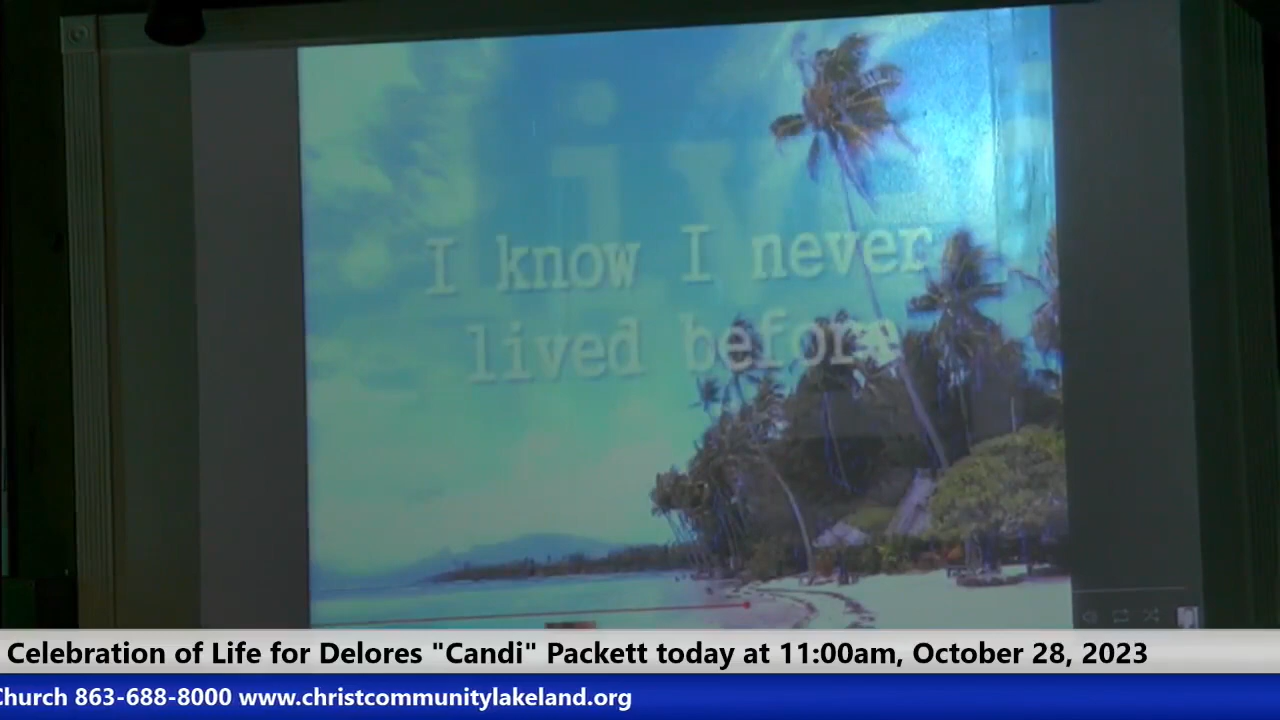 I know I never
lived before
Celebration of Life for Delores "Candi" Packett today at 11:00am, October 28, 2023
Church 863-688-8000 www.christcommunitylakeland.org